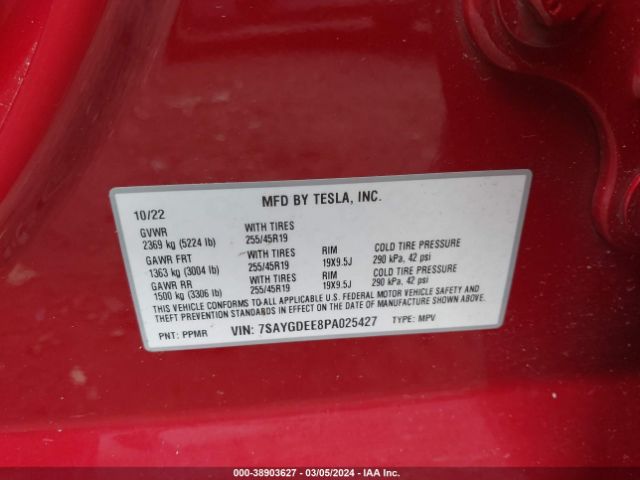 MFD BY TESLA, INC.
10/22
GVWR WITH TIRES
2369 kg (5224 lb) 255/45R19
GAWR FRT WITH TIRES RIM COLD TIRE PRESSURE
1363 kg (3004 lb) 255/45R19 19X9.5J 290 kPa, 42 psi
GAWR RR WITH TIRES RIM COLD TIRE PRESSURE
1500 kg (3306 lb) 255/45R19 19X9.5J 290 kPa, 42 psi
THIS VEHICLE CONFORMS TO ALL APPLICABLE U.S. FEDERAL MOTOR VEHICLE SAFETY AND
THEFT PREVENTION STANDARDS IN EFFECT ON THE DATE OF MANUFACTURE SHOWN ABOVE.
PNT: PPMR VIN: 7SAYGDEE8PA025427 TYPE: MPV
000-38903627 - 03/05/2024 - IAA Inc.